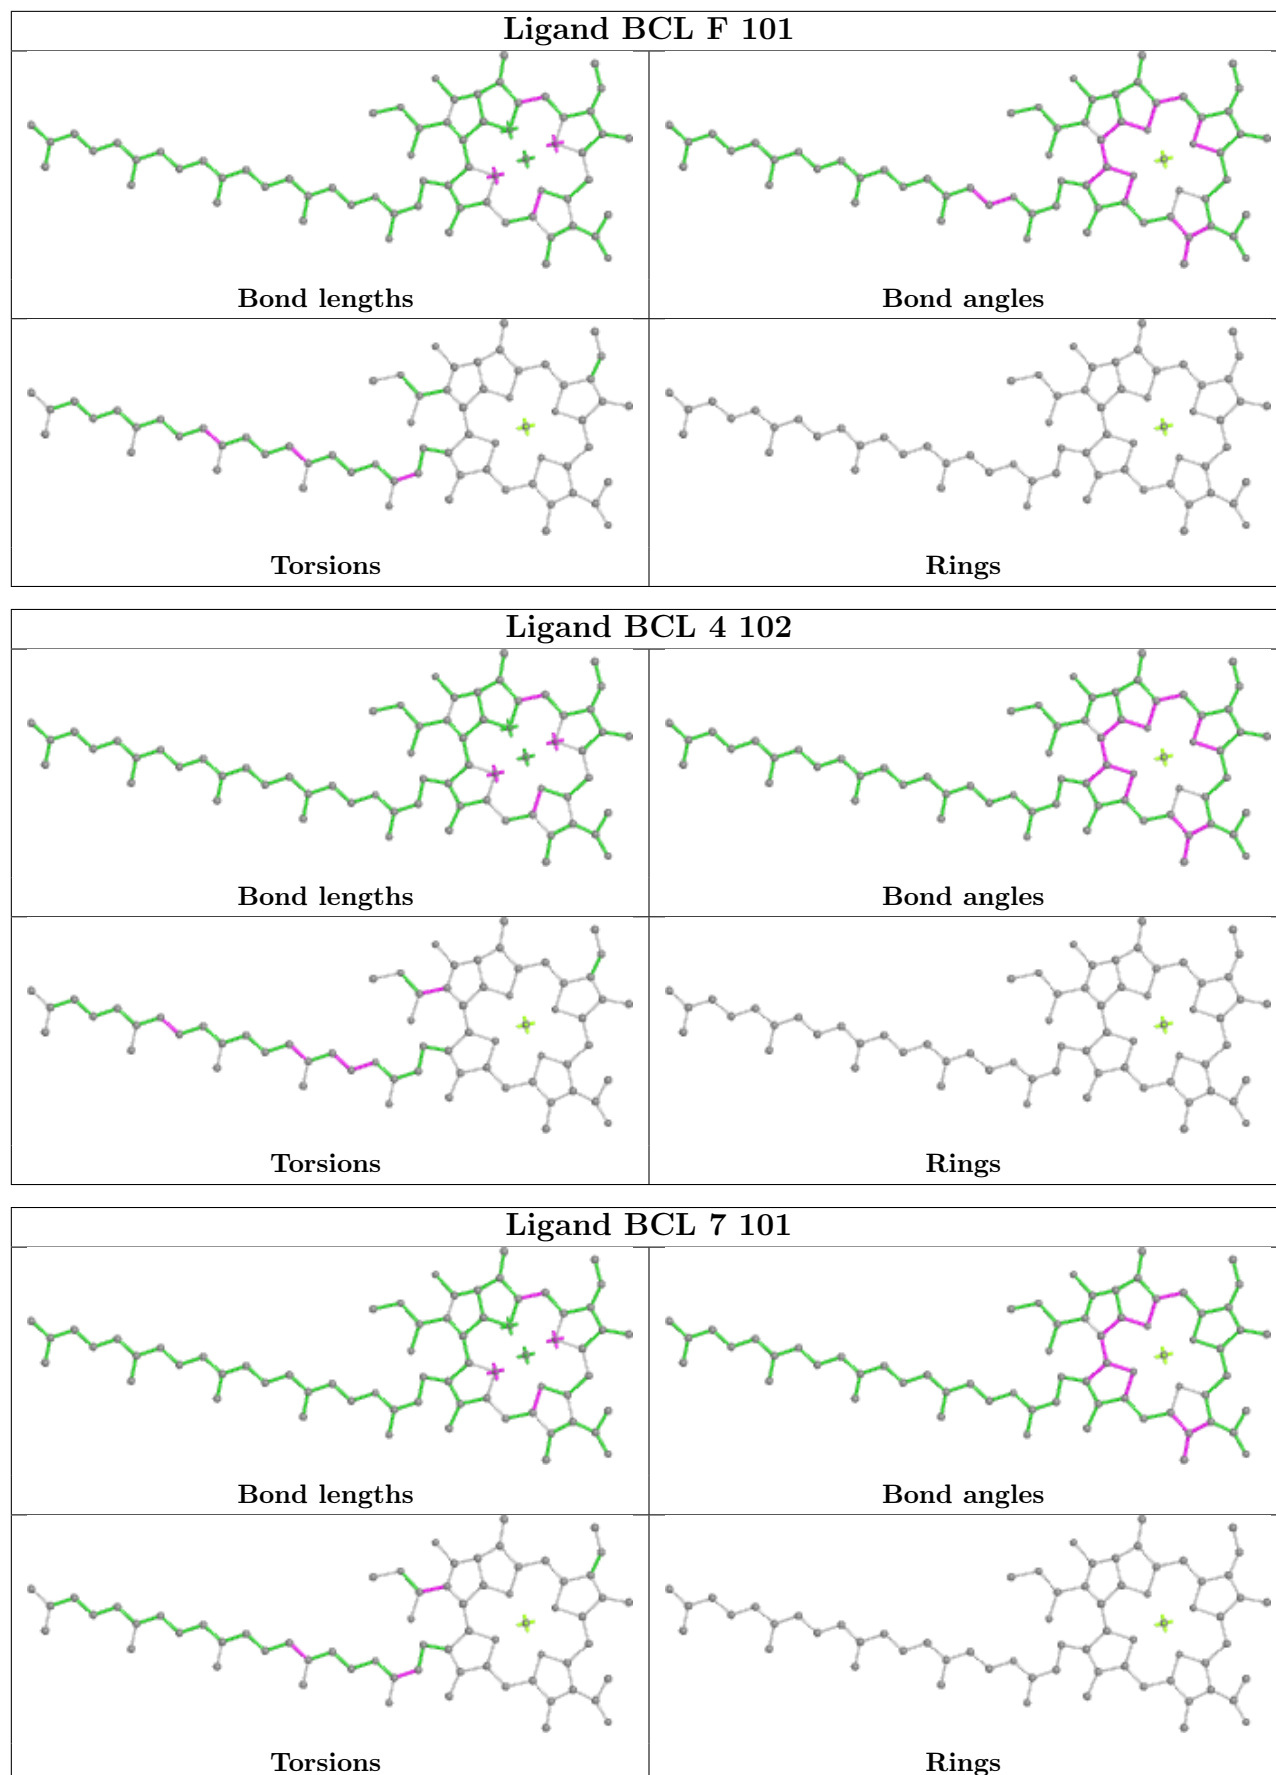 Ligand BCL F 101
Bond lengths
Bond angles
Torsions
Rings
Ligand BCL 4 102
Bond lengths
Bond angles
Torsions
Rings
Ligand BCL 7 101
Bond lengths
Bond angles
Torsions
Rings